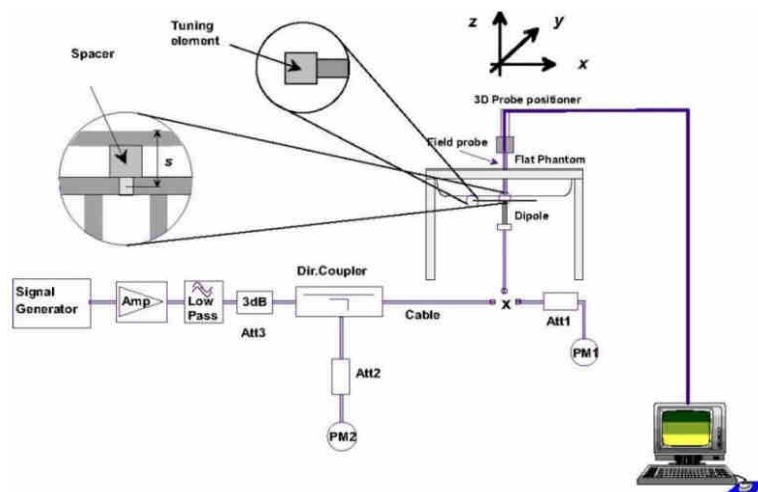 Tuning
element
Spacer
s
z
y
x
3D Probe positioner
Field probe
Flat Phantom
Dipole
Signal
Generator
Amp
Low
Pass
3dB
Att3
Dir.Coupler
Cable
x
Att1
PM1
Att2
PM2